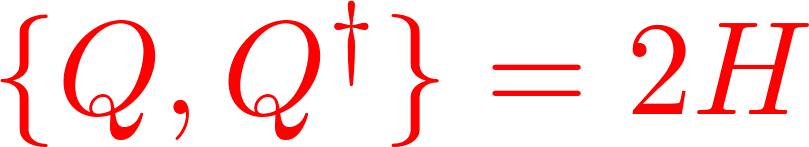 {Q, Q†} = 2H